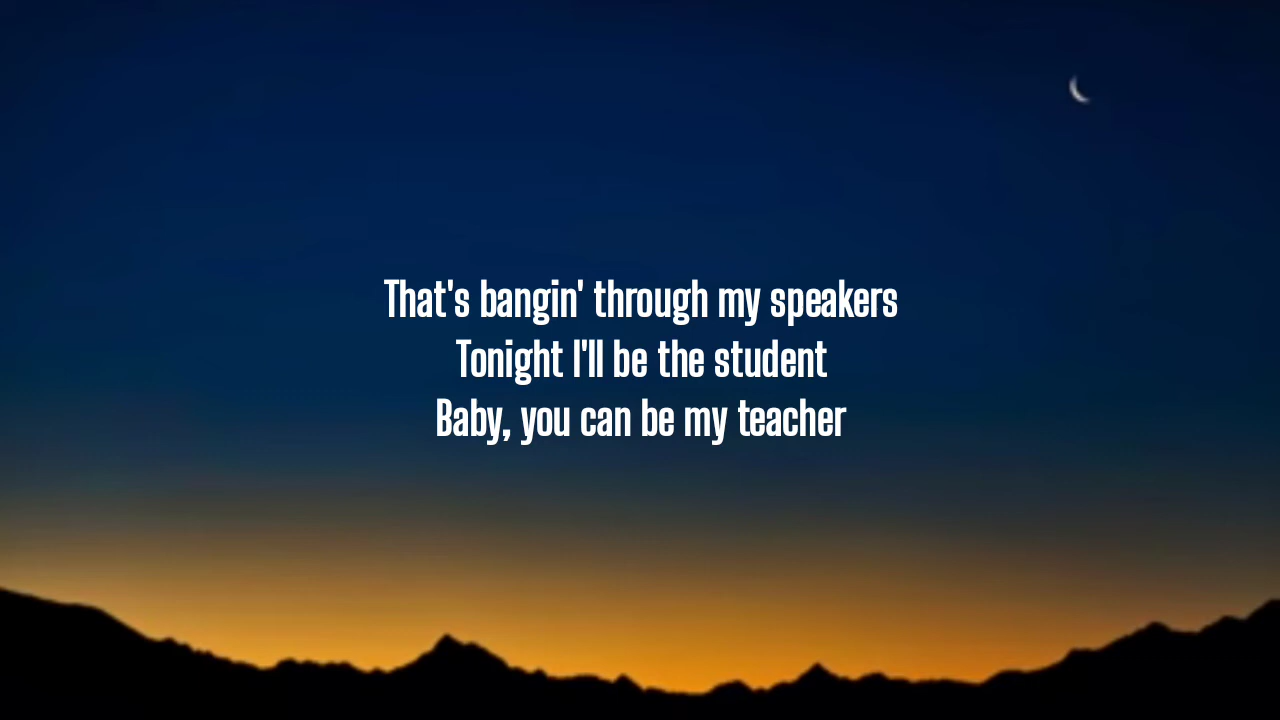 That's bangin' through my speakers
Tonight I'll be the student
Baby, you can be my teacher